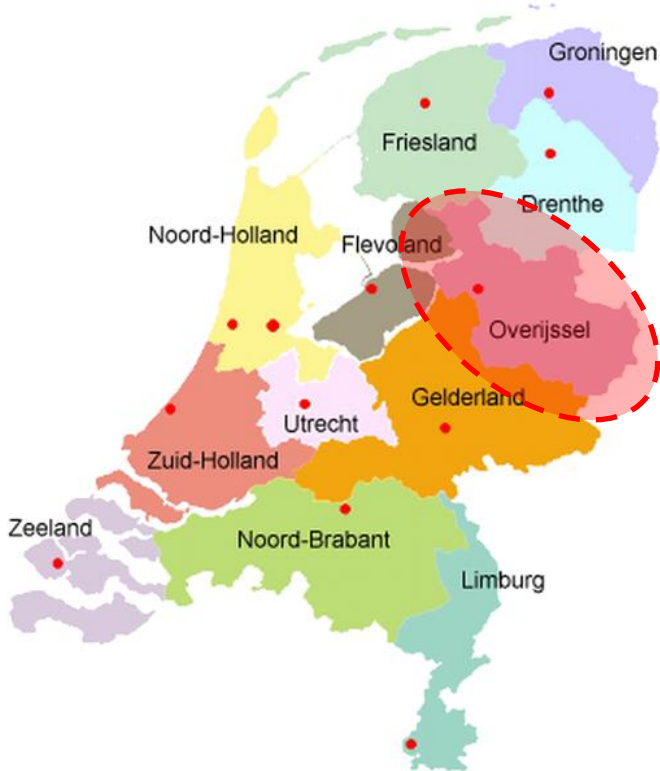 Groningen
Friesland
Drenthe
Noord-Holland
Flevoland
Overijssel
Gelderland
Utrecht
Zuid-Holland
Zeeland
Noord-Brabant
Limburg